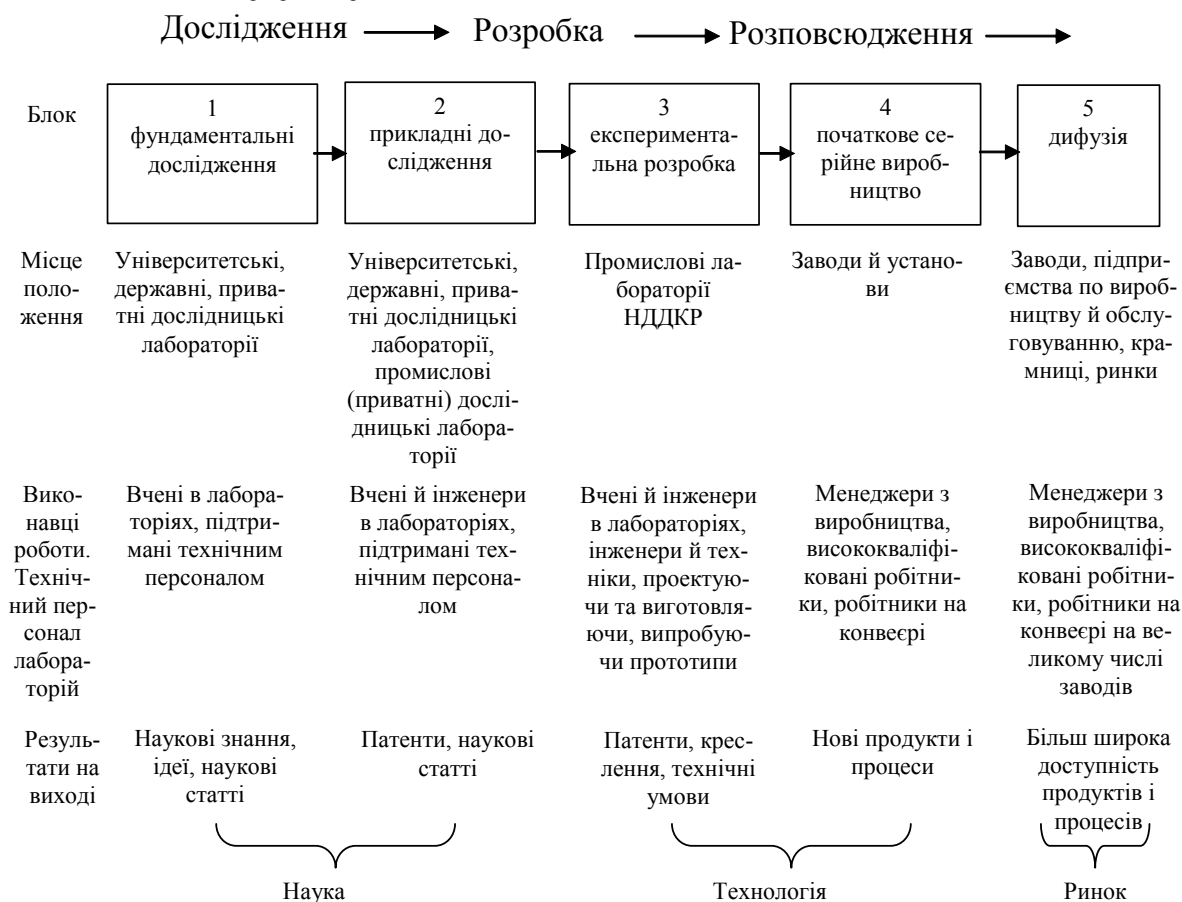 Дослідження Розробка Розповсюдження
Блок
1
фундаментальні
дослідження
2
прикладні до-
слідження
3
експеримента-
льна розробка
4
початкове се-
рійне вироб-
ництво
5
дифузія
Місце
поло-
ження
Університетські,
державні, прива-
тні дослідницькі
лабораторії
Університетські,
державні, прива-
тні дослідницькі
лабораторії,
промислові
(приватні) дослі-
дницькі лабора-
торії
Промислові ла-
бораторії
НДДКР
Заводи й устано-
ви
Заводи, підпри-
ємства по вироб-
ництву й обслу-
говуванню, кра-
мниці, ринки
Вико-
навці
роботи.
Техніч-
ний пер-
сонал
лабора-
торій
Вчені в лабора-
торіях, підтри-
мані технічним
персоналом
Вчені й інженери
в лабораторіях,
підтримані тех-
нічним персона-
лом
Вчені й інженери
в лабораторіях,
інженери й тех-
ніки, проектую-
чи та виготовля-
ючи, випробую-
чи прототипи
Менеджери з
виробництва,
висококваліфі-
ковані робітни-
ки, робітники на
конвеєрі
Менеджери з
виробництва,
висококваліфі-
ковані робітни-
ки, робітники на
конвеєрі на ве-
ликому числі
заводів
Резуль-
тати на
виході
Наукові знання,
ідеї, наукові
статті
Патенти, наукові
статті
Патенти, крес-
лення, технічні
умови
Нові продукти і
процеси
Більш широка
доступність
продуктів і
процесів
Наука
Технологія
Ринок